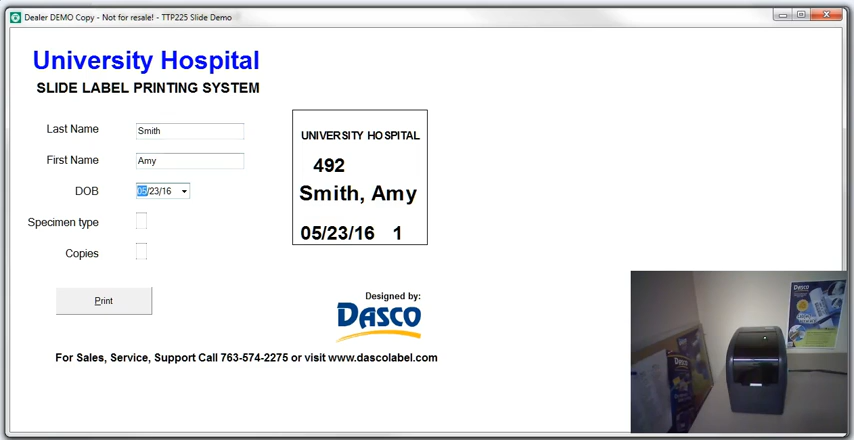 Dealer DEMO Copy - Not for resale! - TTP225 Slide Demo
University Hospital
SLIDE LABEL PRINTING SYSTEM
Last Name
Smith
First Name
Amy
DOB
05/23/16
Specimen type
Copies
Print
UNIVERSITY HOSPITAL
492
Smith, Amy
05/23/16 1
Designed by:
DASCO
For Sales, Service, Support Call 763-574-2275 or visit www.dascolabel.com
Dasco